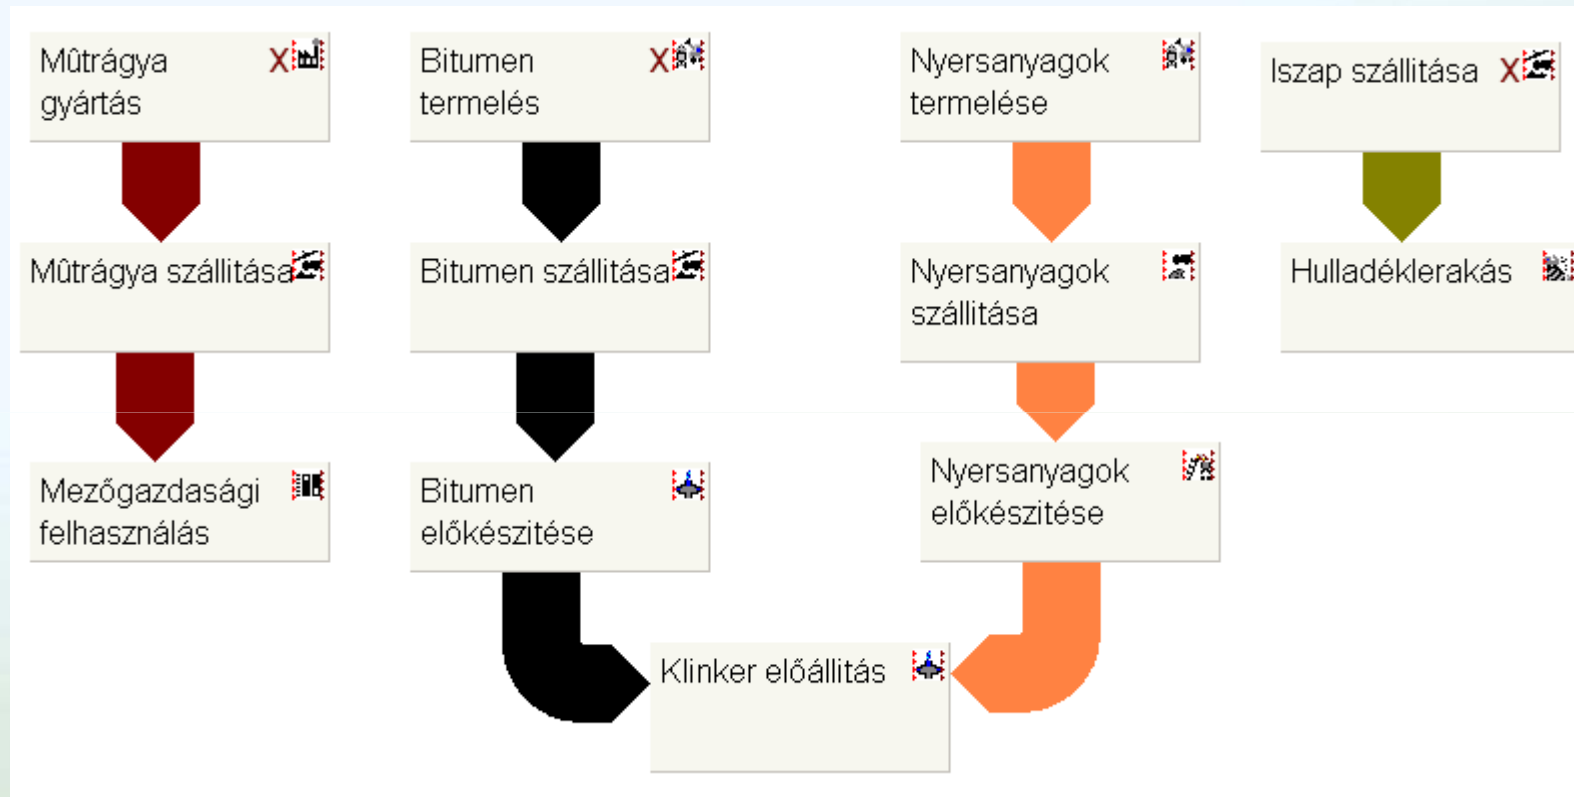 Mûtrágya
gyártás
X
Bitumen
termelés
X
Nyersanyagok
termelése
Iszap szállitása X
Mûtrágya szállitása
Bitumen szállitása
Nyersanyagok
szállitása
Hulladéklerakás
Mezőgazdasági
felhasználás
Bitumen
előkészitése
Nyersanyagok
előkészitése
Klinker előállitás